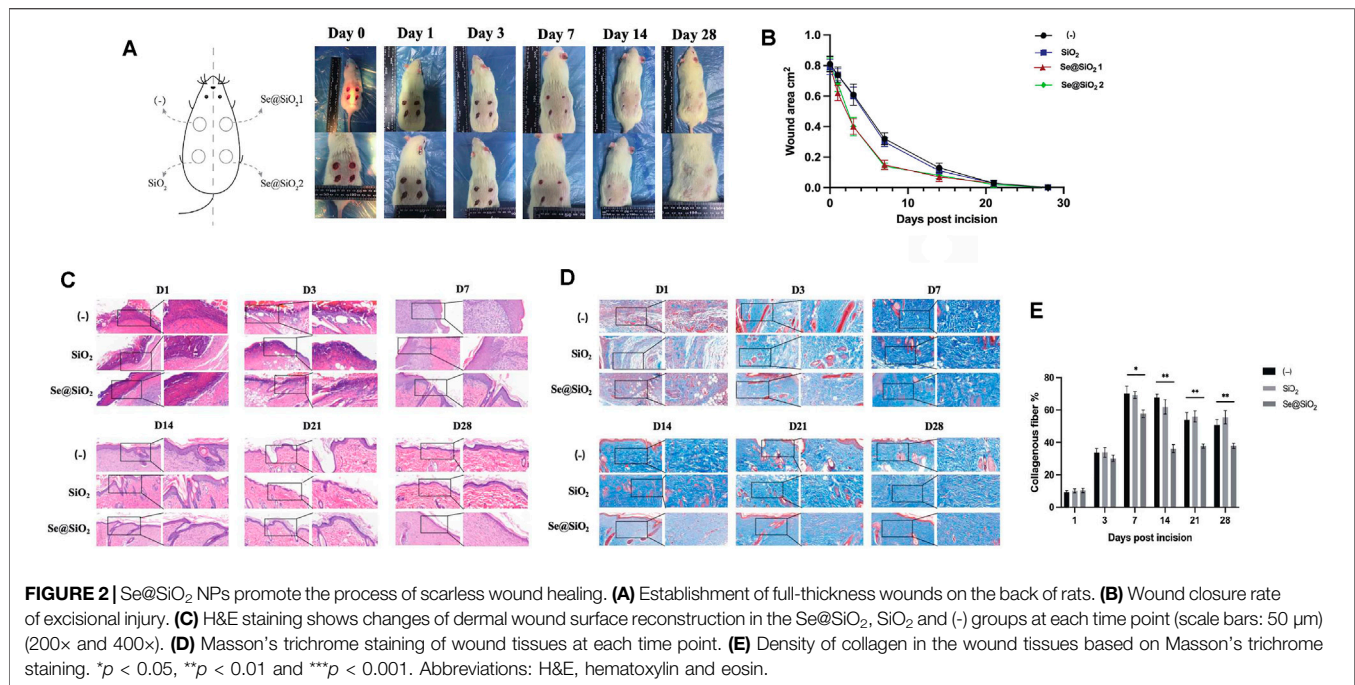 A
Day 0 Day 1 Day 3 Day 7 Day 14 Day 28
(-)
Se@SiO₂1
SiO₂
Se@SiO₂2
B
Wound area cm²
1.0
0.8
0.6
0.4
0.2
0.0
0 10 20 30
Days post incision
(-)
SiO₂
Se@SiO₂ 1
Se@SiO₂ 2
C
D1 D3 D7
(-)
SiO₂
Se@SiO₂
D14 D21 D28
(-)
SiO₂
Se@SiO₂
D
D1 D3 D7
(-)
SiO₂
Se@SiO₂
D14 D21 D28
(-)
SiO₂
Se@SiO₂
E
(-)
SiO₂
Se@SiO₂
Collagenous fiber %
80
60
40
20
0
* ** ** **
1 3 7 14 21 28
Days post incision
FIGURE 2 | Se@SiO₂ NPs promote the process of scarless wound healing. (A) Establishment of full-thickness wounds on the back of rats. (B) Wound closure rate
of excisional injury. (C) H&E staining shows changes of dermal wound surface reconstruction in the Se@SiO₂, SiO₂ and (-) groups at each time point (scale bars: 50 µm)
(200× and 400×). (D) Masson's trichrome staining of wound tissues at each time point. (E) Density of collagen in the wound tissues based on Masson's trichrome
staining. *p < 0.05, **p < 0.01 and ***p < 0.001. Abbreviations: H&E, hematoxylin and eosin.